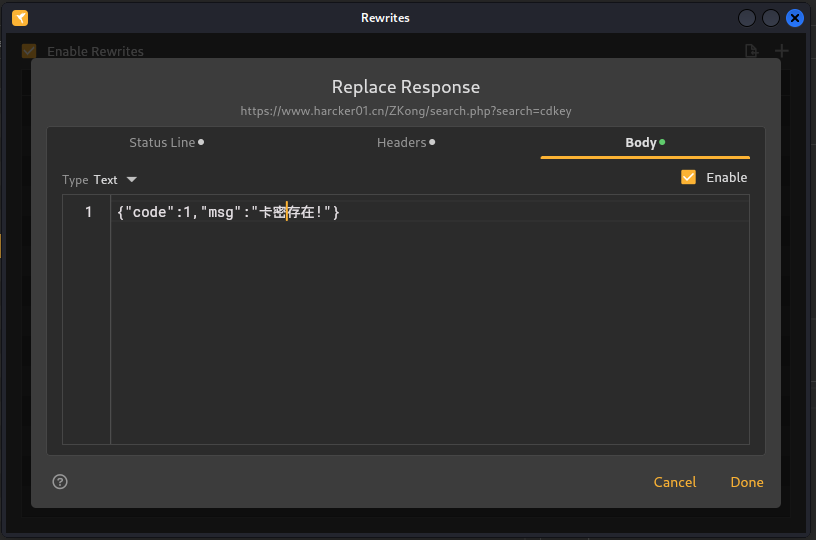 Rewrites
Enable Rewrites
Replace Response
https://www.harcker01.cn/ZKong/search.php?search=cdkey
Status Line
Headers
Body
Type Text
Enable
1
{"code":1,"msg":"卡密存在!"}
?
Cancel
Done